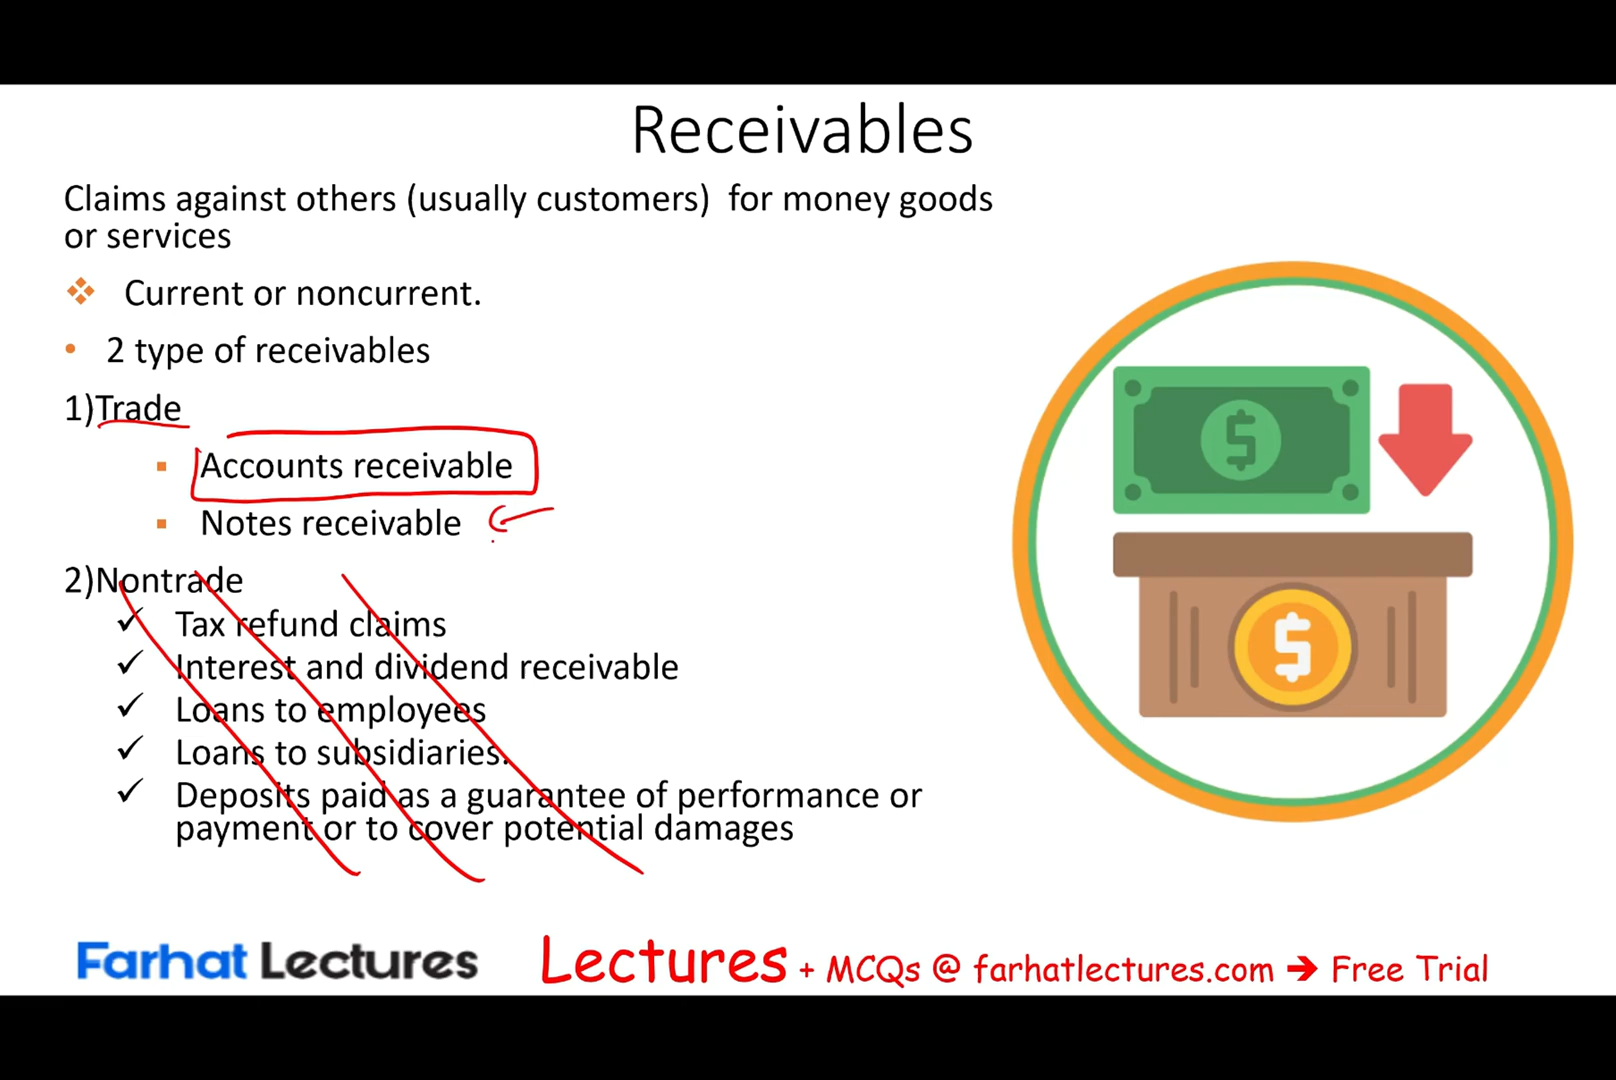 Receivables
Claims against others (usually customers)  for money goods
or services
❖ Current or noncurrent.
• 2 type of receivables
1)Trade
▪ Accounts receivable
▪ Notes receivable
2)Nontrade
✓ Tax refund claims
✓ Interest and dividend receivable
✓ Loans to employees
✓ Loans to subsidiaries.
✓ Deposits paid as a guarantee of performance or
payment or to cover potential damages
$
$
Farhat Lectures
Lectures + MCQs @ farhatlectures.com ➔ Free Trial